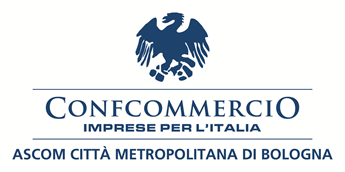 CONFCOMMERCIO
IMPRESE PER L'ITALIA
ASCOM CITTÀ METROPOLITANA DI BOLOGNA